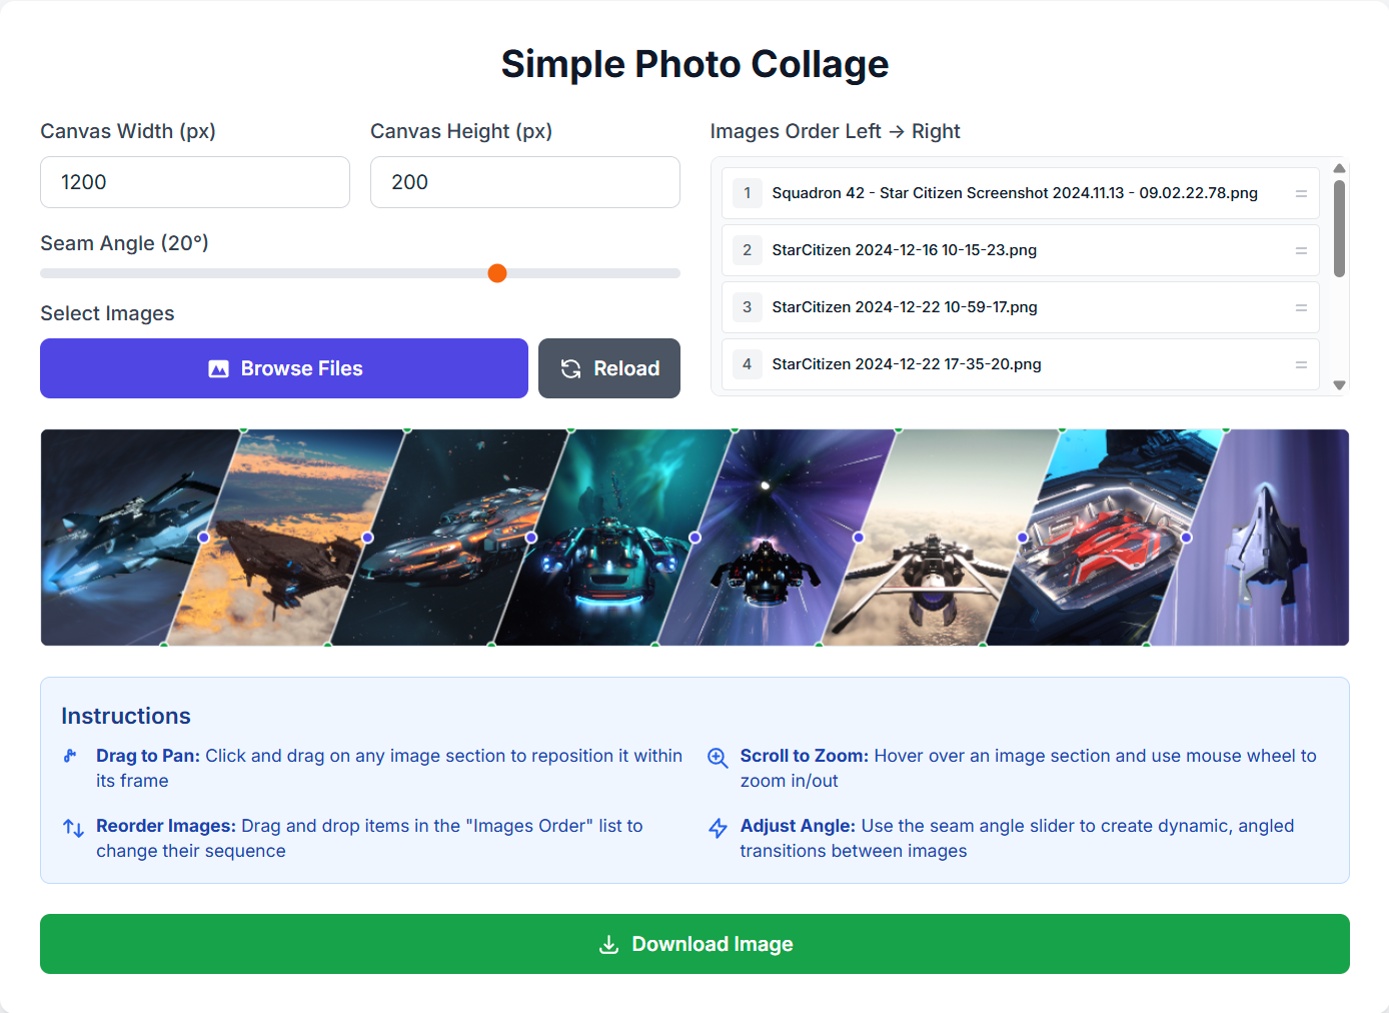 Simple Photo Collage
Canvas Width (px)
Canvas Height (px)
1200
200
Seam Angle (20°)
Select Images
Browse Files
Reload
Images Order Left → Right
1 Squadron 42 - Star Citizen Screenshot 2024.11.13 - 09.02.22.78.png
2 StarCitizen 2024-12-16 10-15-23.png
3 StarCitizen 2024-12-22 10-59-17.png
4 StarCitizen 2024-12-22 17-35-20.png
Instructions
Drag to Pan: Click and drag on any image section to reposition it within
its frame
Scroll to Zoom: Hover over an image section and use mouse wheel to
zoom in/out
Reorder Images: Drag and drop items in the "Images Order" list to
change their sequence
Adjust Angle: Use the seam angle slider to create dynamic, angled
transitions between images
Download Image